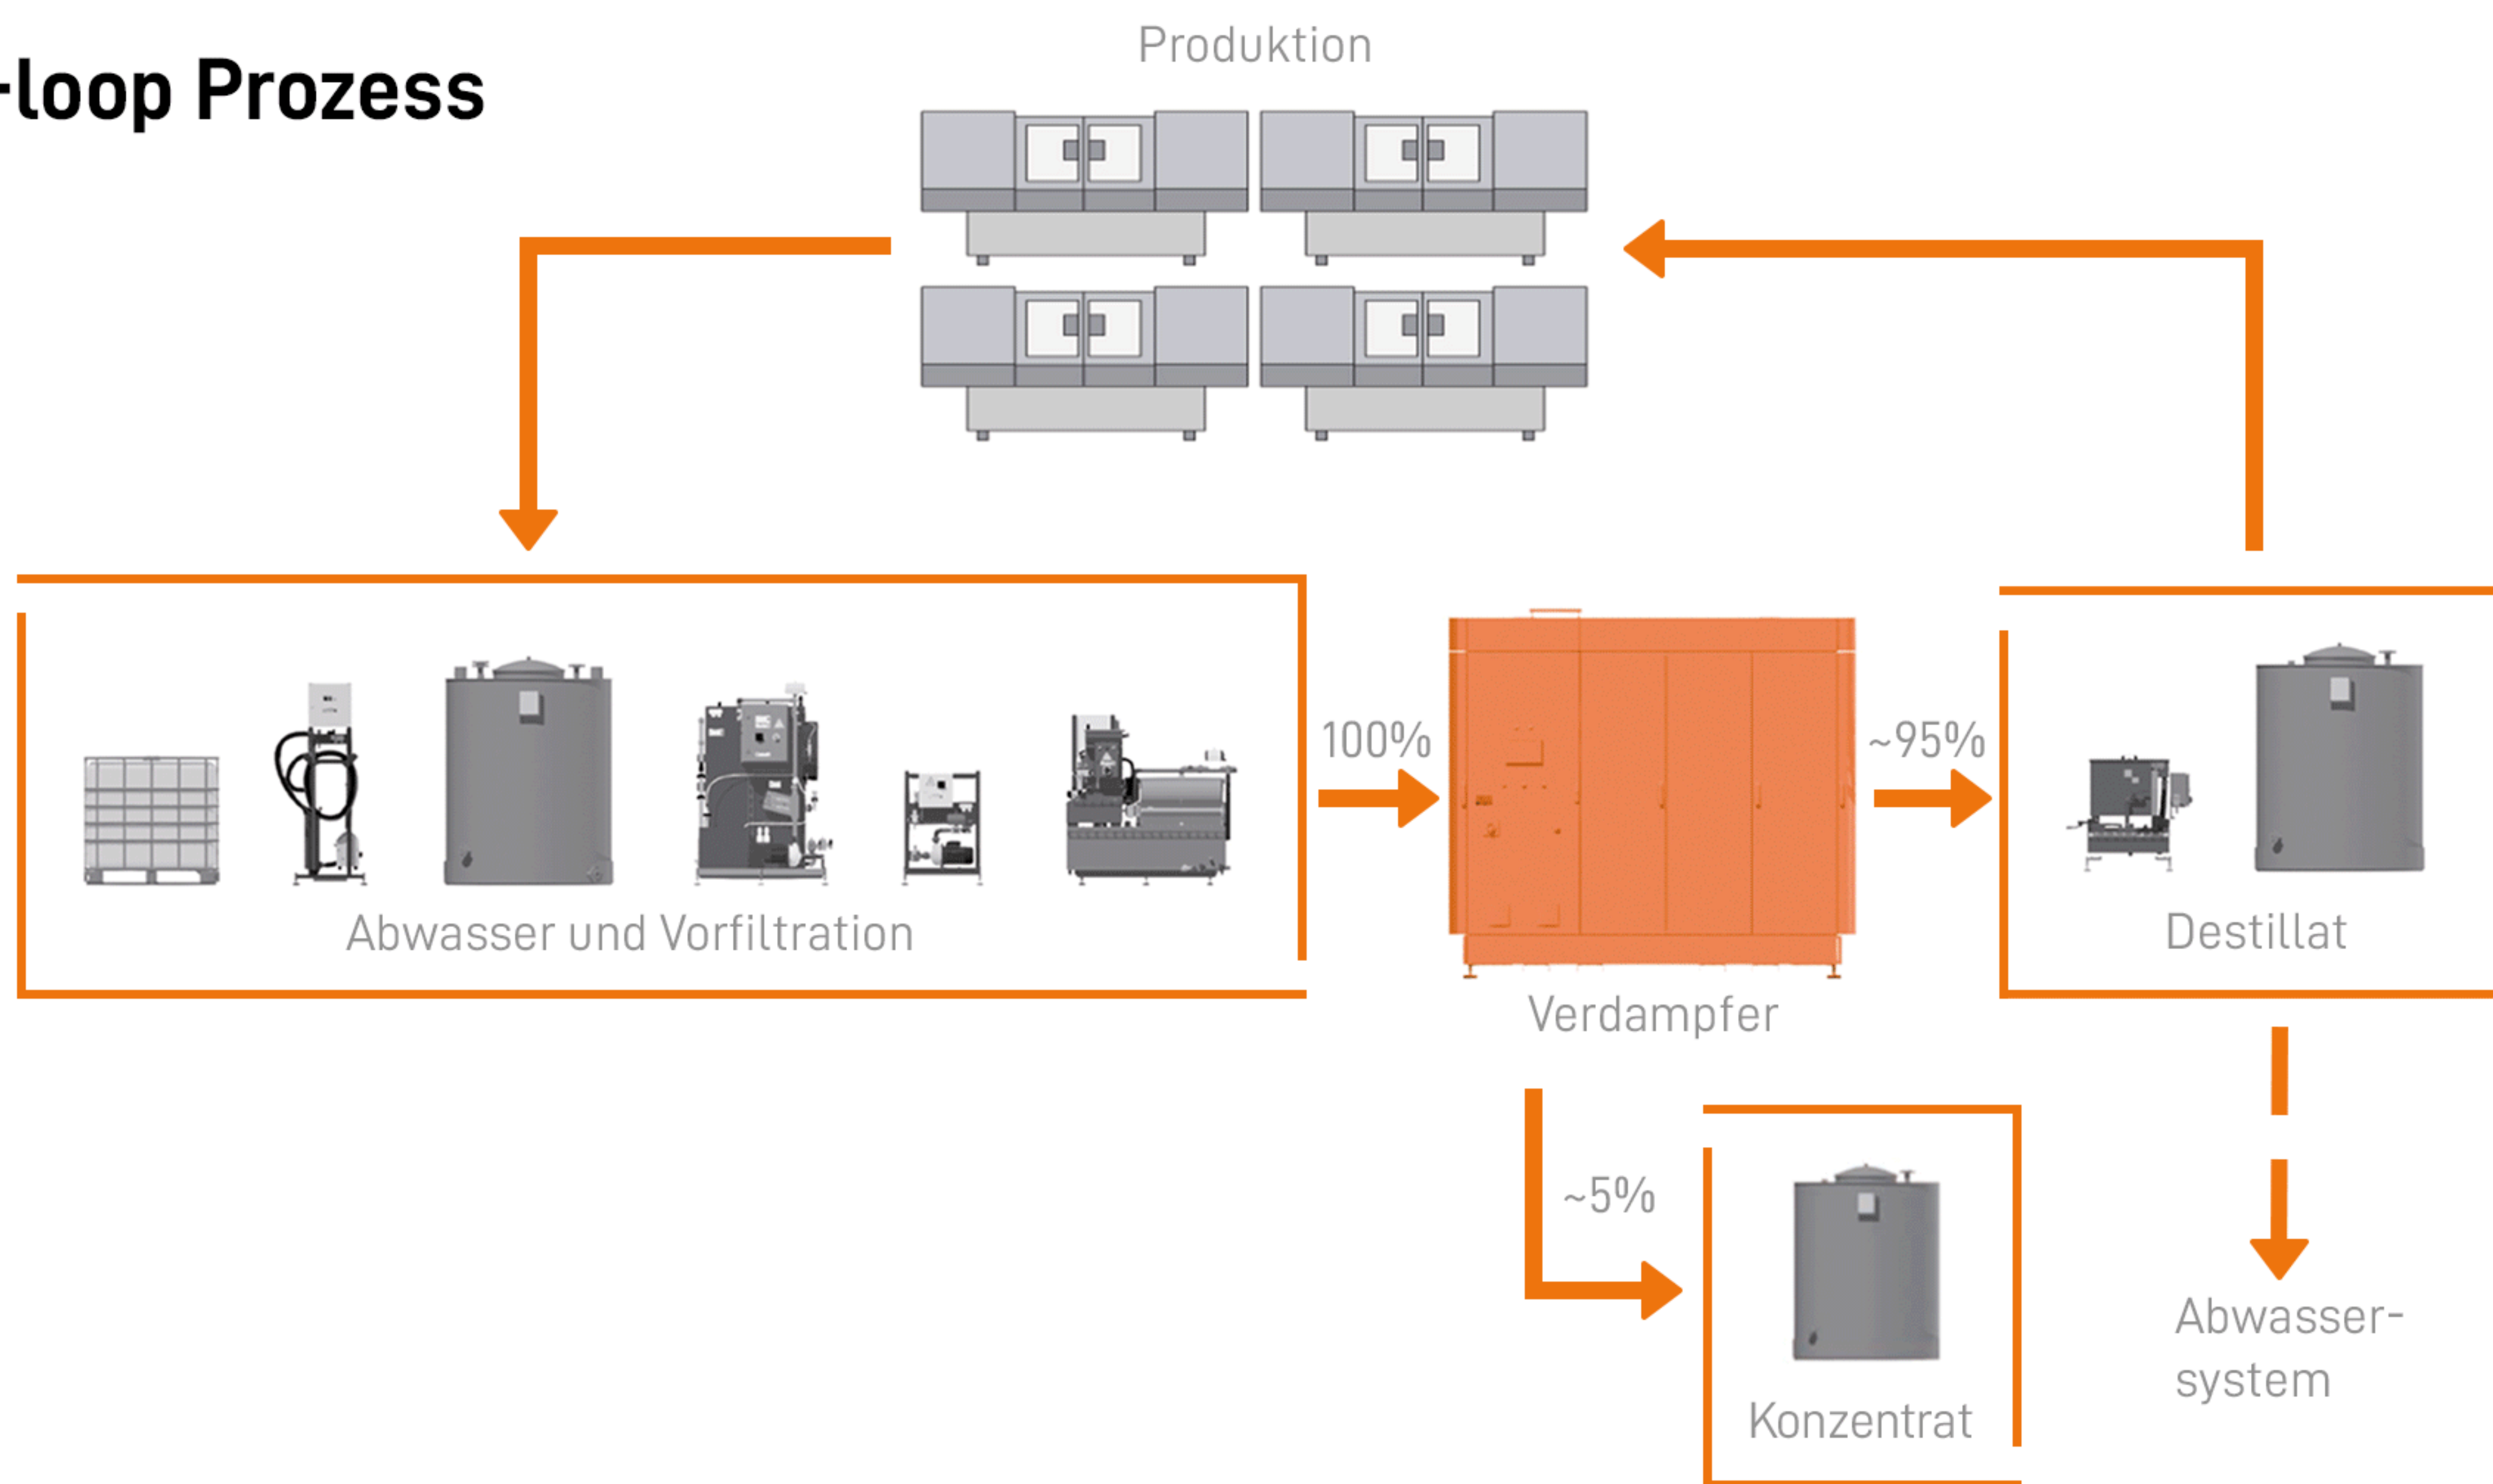 -loop Prozess
Produktion
100%
~95%
Abwasser und Vorfiltration
Destillat
Verdampfer
~5%
Abwasser-
system
Konzentrat